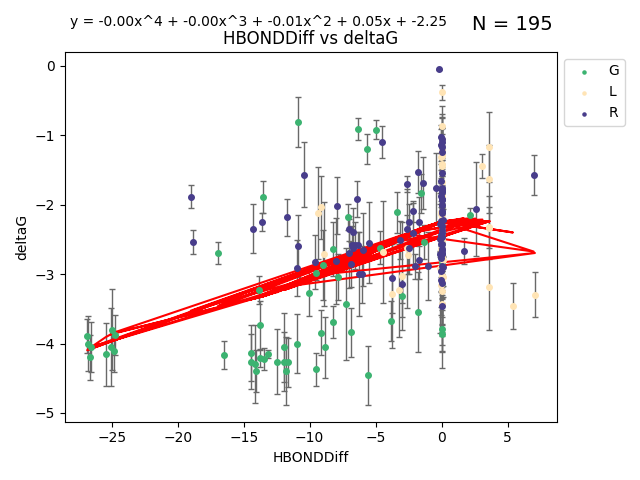 y = -0.00x^4 + -0.00x^3 + -0.01x^2 + 0.05x + -2.25
N = 195
HBONDDiff vs deltaG
G
L
R
0
−1
−2
−3
−4
−5
deltaG
−25
−20
−15
−10
−5
0
5
HBONDDiff